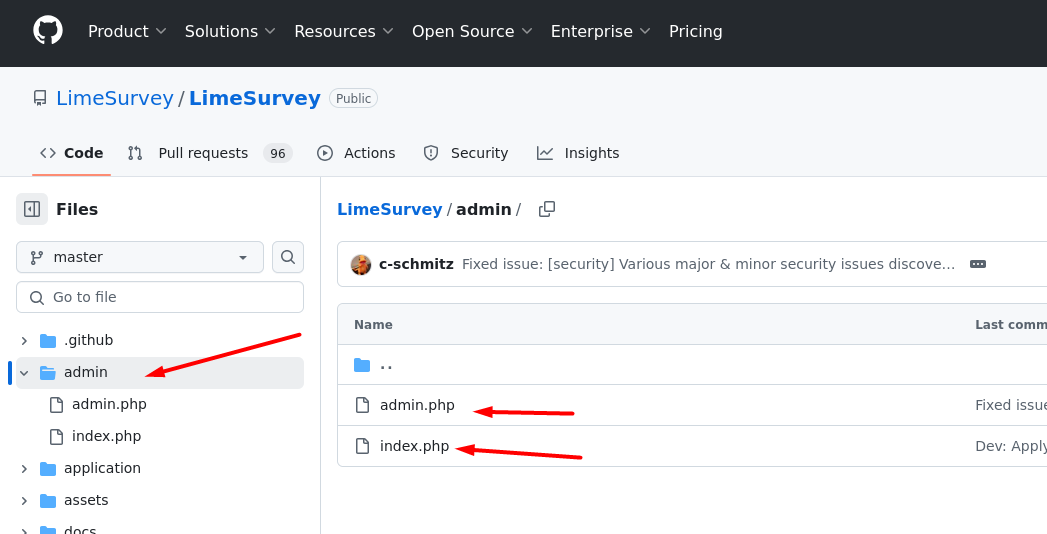 Product Solutions Resources Open Source Enterprise Pricing
LimeSurvey / LimeSurvey Public
Code Pull requests 96 Actions Security Insights
Files
master
Go to file
.github
admin
admin.php
index.php
application
assets
docs
LimeSurvey / admin /
c-schmitz Fixed issue: [security] Various major & minor security issues discove…
Name Last comm
..
admin.php Fixed issue
index.php Dev: Apply